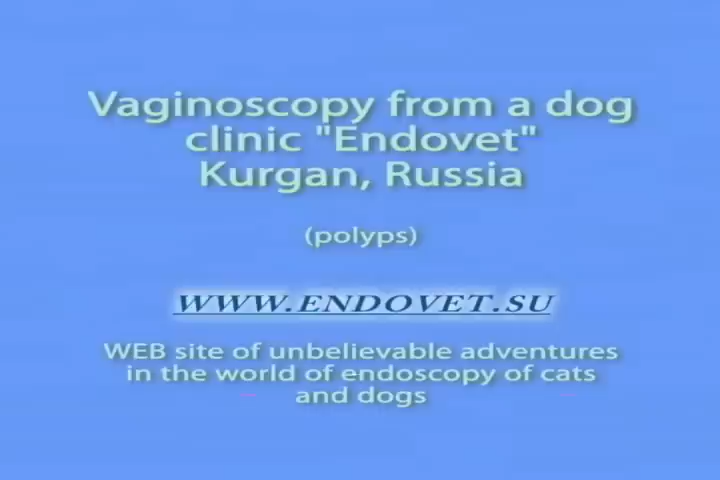 Vaginoscopy from a dog
clinic "Endovet"
Kurgan, Russia
(polyps)
WWW.ENDOVET.SU
WEB site of unbelievable adventures
in the world of endoscopy of cats
and dogs